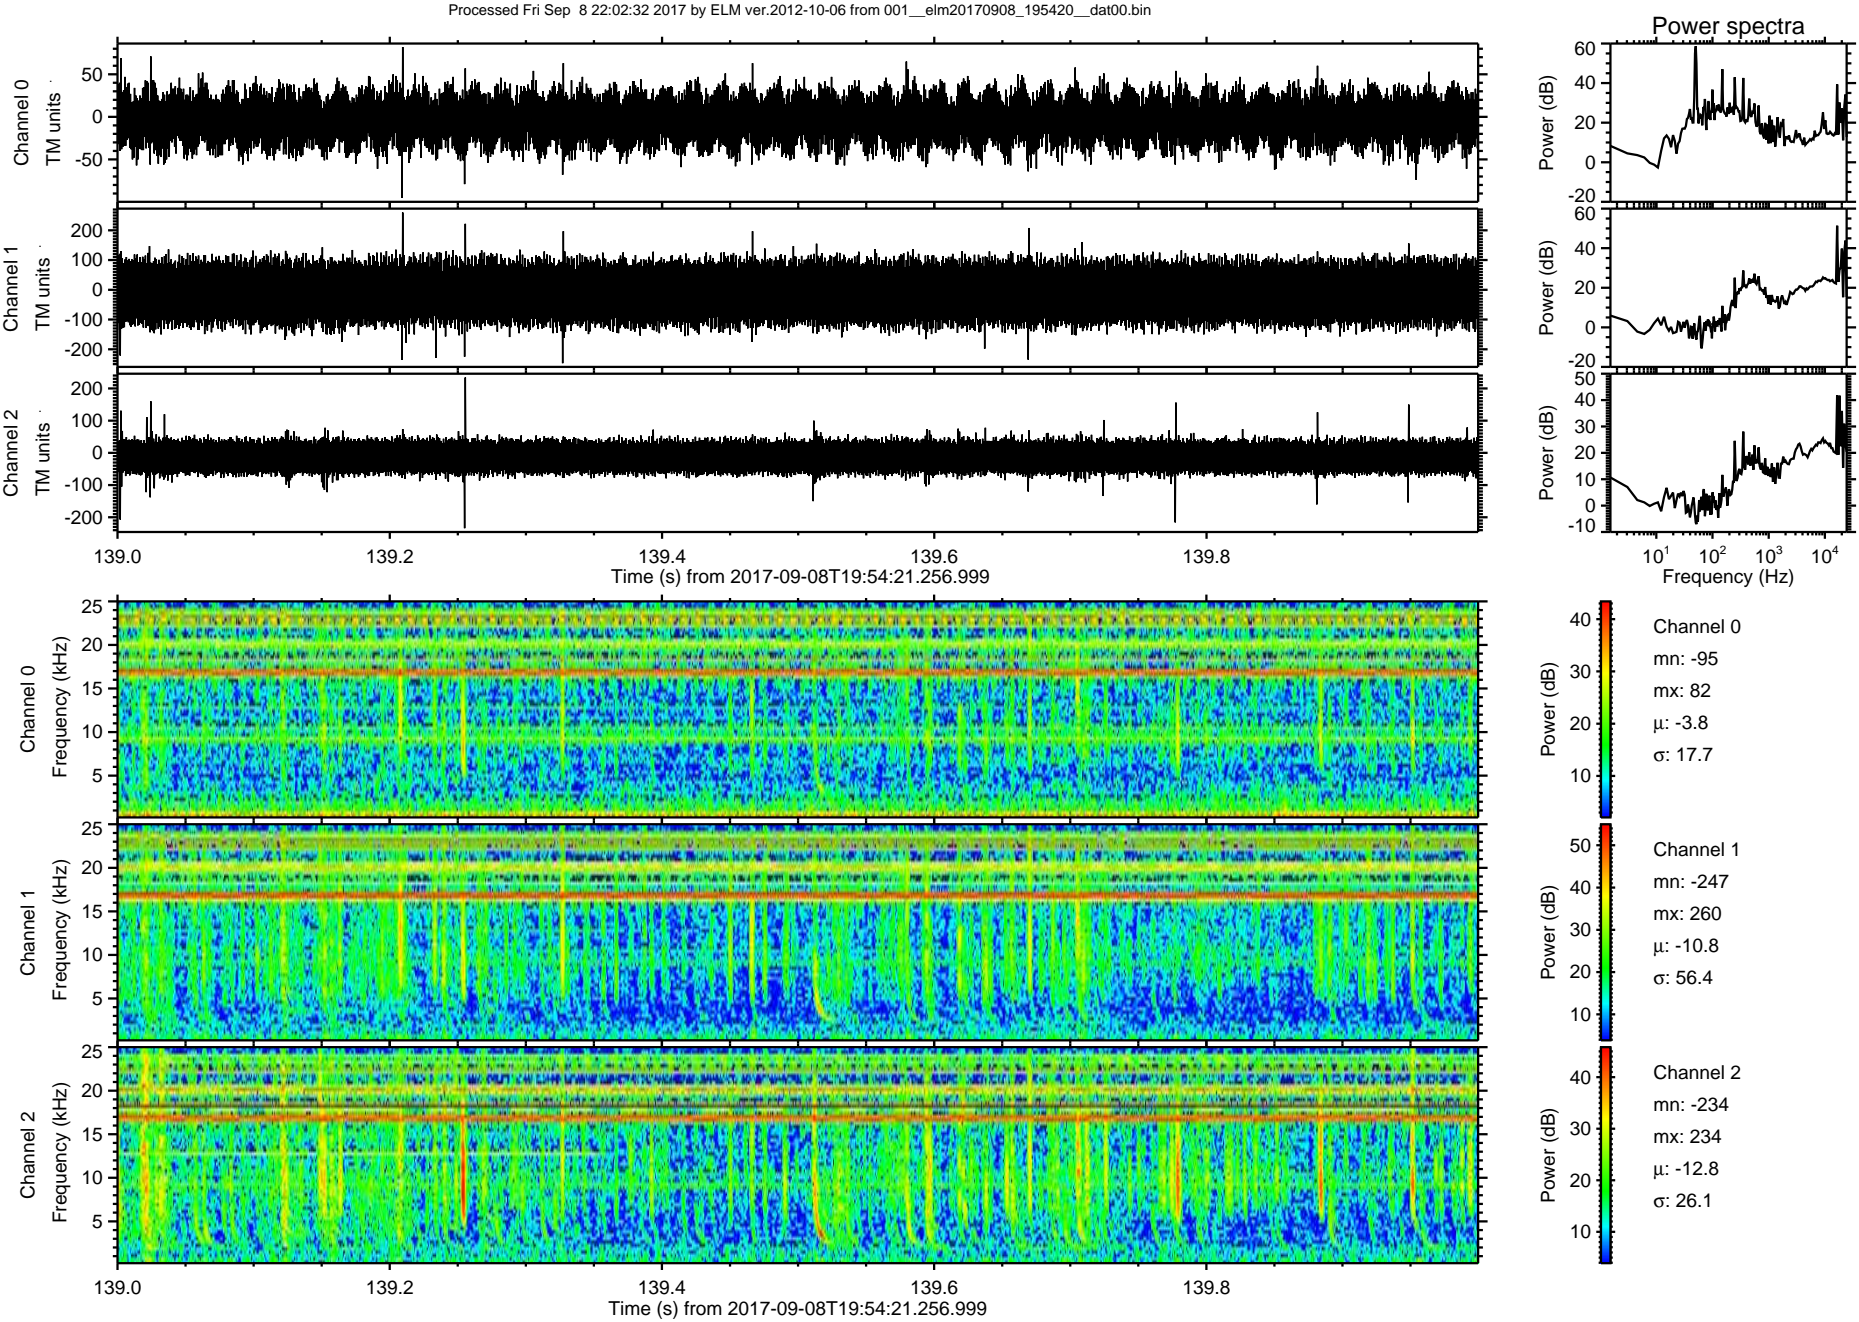 Processed Fri Sep  8 22:02:32 2017 by ELM ver.2012-10-06 from 001__elm20170908_195420__dat00.bin
Power spectra
Channel 0
TM units
50
0
-50
Power (dB)
60
40
20
0
-20
Channel 1
TM units
200
100
0
-100
-200
Power (dB)
60
40
20
0
-20
Channel 2
TM units
200
100
0
-100
-200
Power (dB)
50
40
30
20
10
0
-10
139.0 139.2 139.4 139.6 139.8
Time (s) from 2017-09-08T19:54:21.256.999
10^1 10^2 10^3 10^4
Frequency (Hz)
Channel 0
Frequency (kHz)
25
20
15
10
5
Power (dB)
40
30
20
10
Channel 0
mn: -95
mx: 82
μ: -3.8
σ: 17.7
Channel 1
Frequency (kHz)
25
20
15
10
5
Power (dB)
50
40
30
20
10
Channel 1
mn: -247
mx: 260
μ: -10.8
σ: 56.4
Channel 2
Frequency (kHz)
25
20
15
10
5
Power (dB)
40
30
20
10
Channel 2
mn: -234
mx: 234
μ: -12.8
σ: 26.1
139.0 139.2 139.4 139.6 139.8
Time (s) from 2017-09-08T19:54:21.256.999